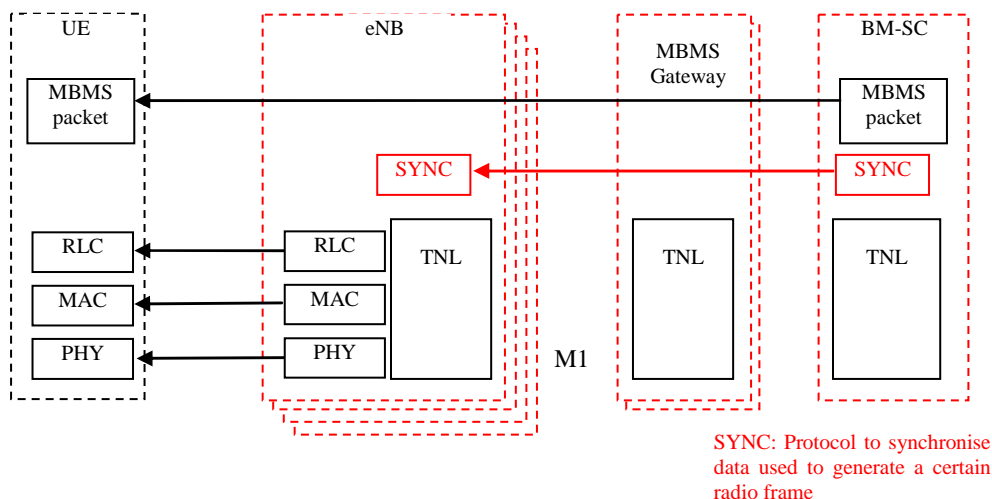 UE
eNB
MBMS
Gateway
BM-SC
MBMS
packet
MBMS
packet
SYNC
SYNC
RLC
RLC
TNL
TNL
TNL
MAC
MAC
PHY
PHY
M1
SYNC: Protocol to synchronise
data used to generate a certain
radio frame